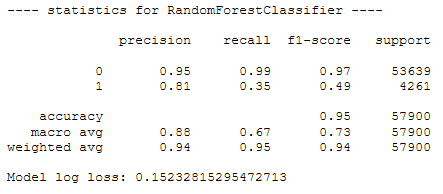 ---- statistics for RandomForestClassifier ----
precision recall f1-score support
0 0.95 0.99 0.97 53639
1 0.81 0.35 0.49 4261
accuracy 0.95 57900
macro avg 0.88 0.67 0.73 57900
weighted avg 0.94 0.95 0.94 57900
Model log loss: 0.15232815295472713